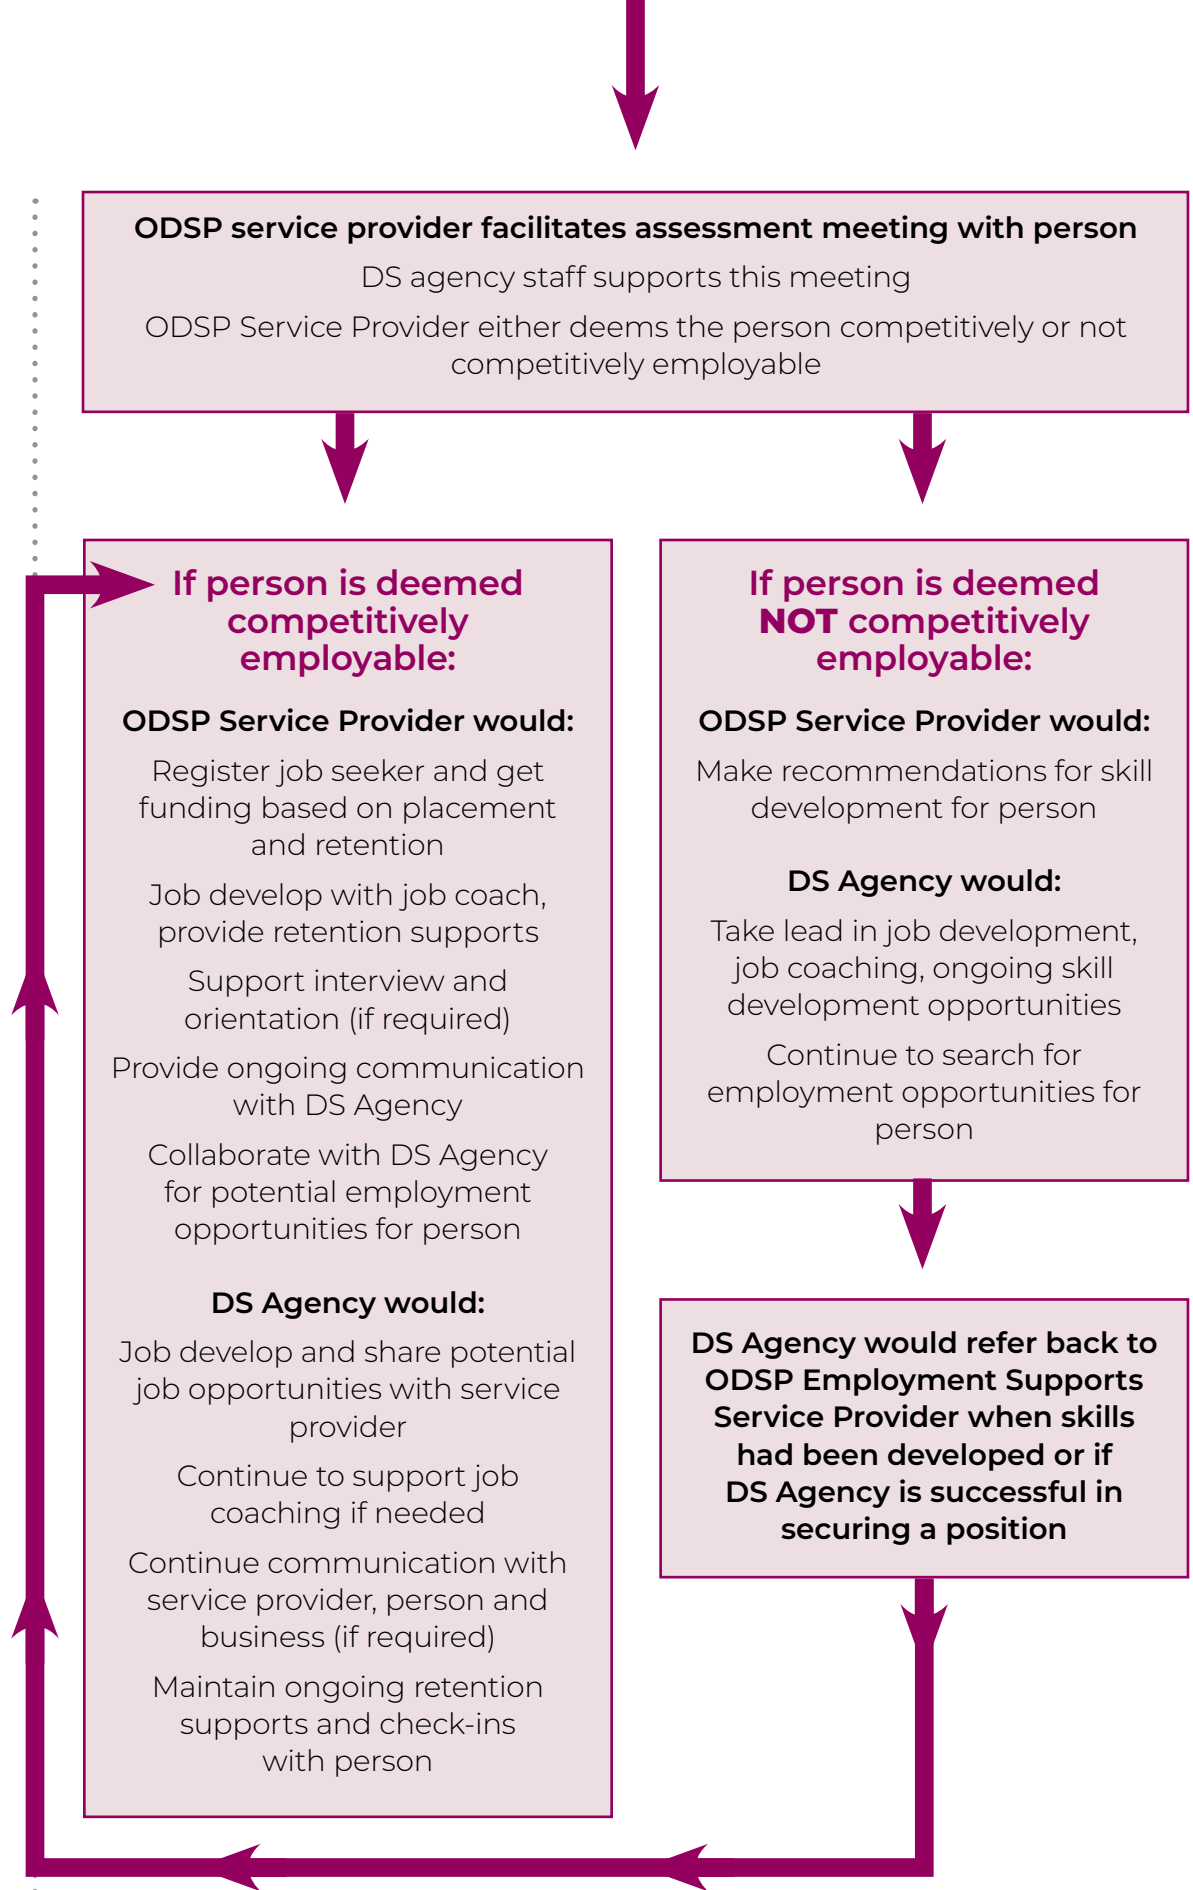 ODSP service provider facilitates assessment meeting with person
DS agency staff supports this meeting
ODSP Service Provider either deems the person competitively or not
competitively employable
If person is deemed
competitively
employable:
ODSP Service Provider would:
Register job seeker and get
funding based on placement
and retention
Job develop with job coach,
provide retention supports
Support interview and
orientation (if required)
Provide ongoing communication
with DS Agency
Collaborate with DS Agency
for potential employment
opportunities for person
DS Agency would:
Job develop and share potential
job opportunities with service
provider
Continue to support job
coaching if needed
Continue communication with
service provider, person and
business (if required)
Maintain ongoing retention
supports and check-ins
with person
If person is deemed
NOT competitively
employable:
ODSP Service Provider would:
Make recommendations for skill
development for person
DS Agency would:
Take lead in job development,
job coaching, ongoing skill
development opportunities
Continue to search for
employment opportunities for
person
DS Agency would refer back to
ODSP Employment Supports
Service Provider when skills
had been developed or if
DS Agency is successful in
securing a position